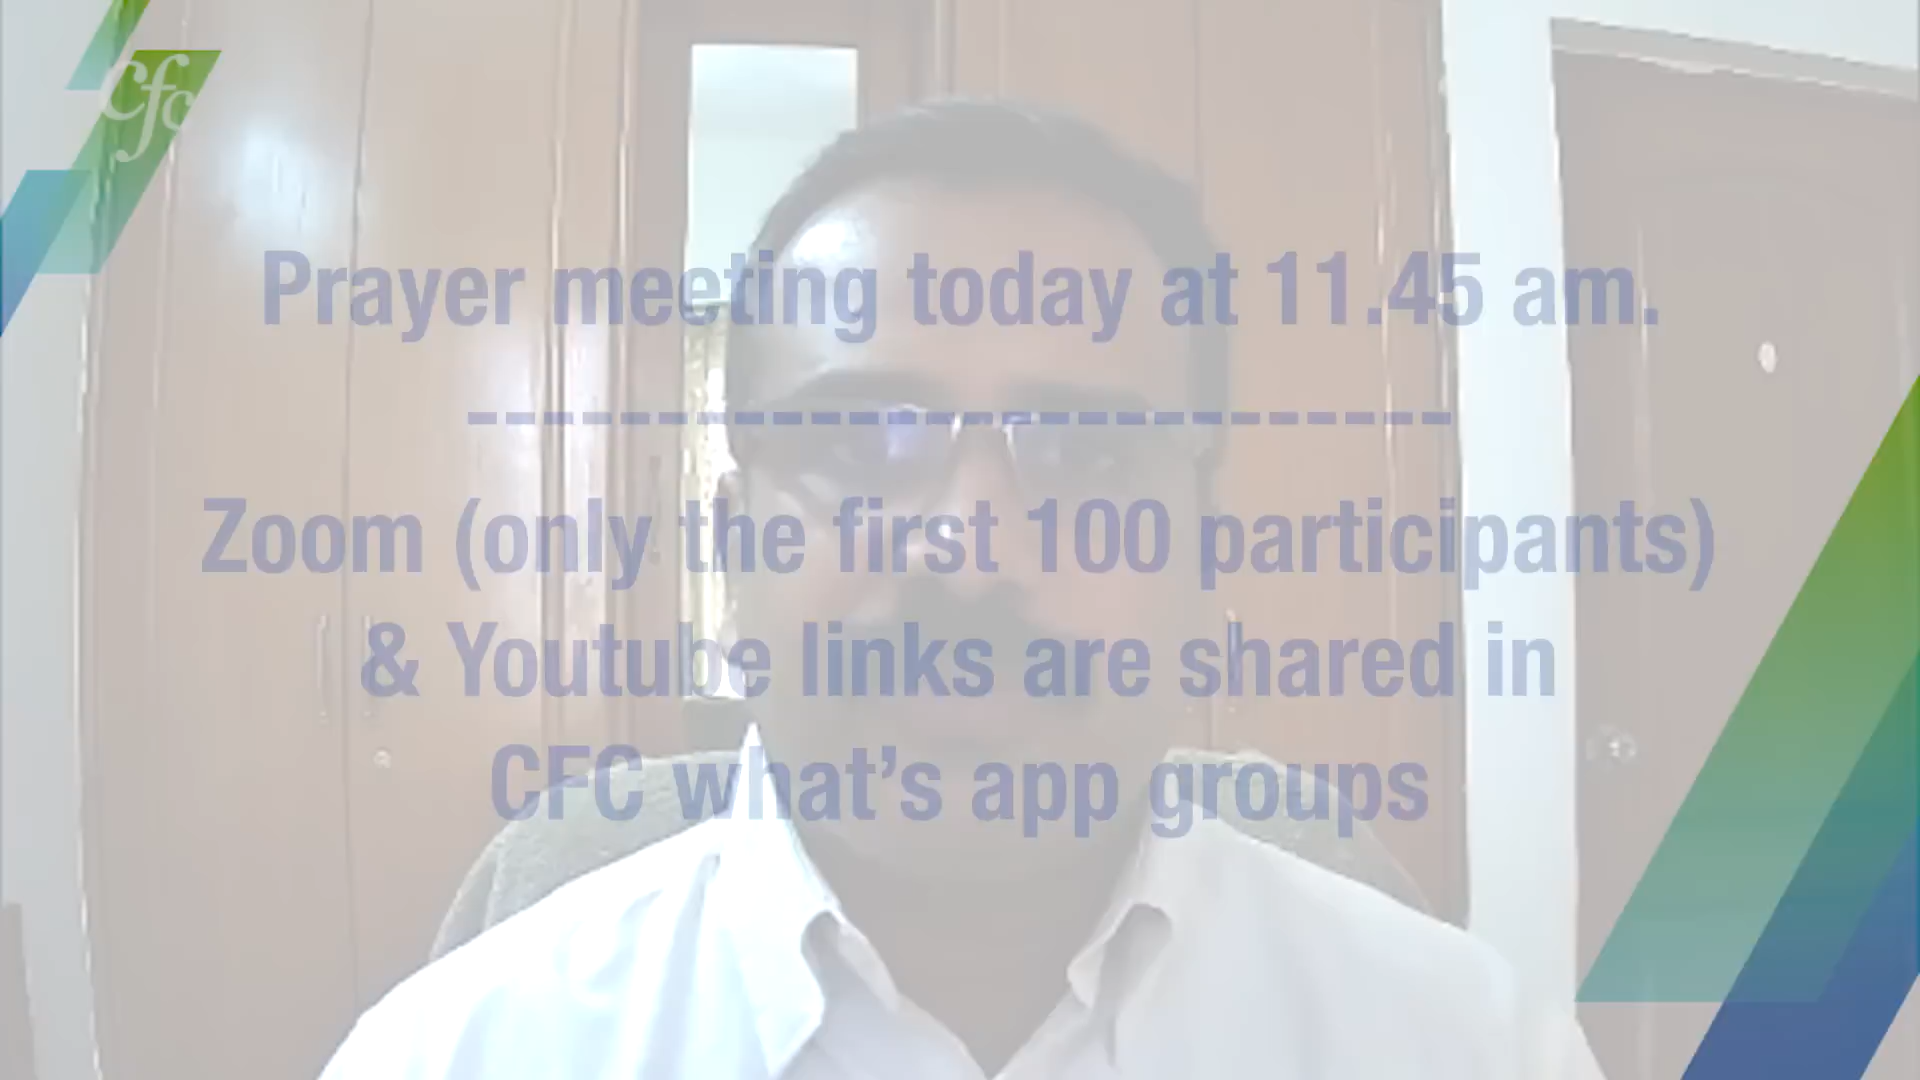 cfc
Prayer meeting today at 11.45 am.
--------------------------
Zoom (only the first 100 participants)
& Youtube links are shared in
CFC what’s app groups